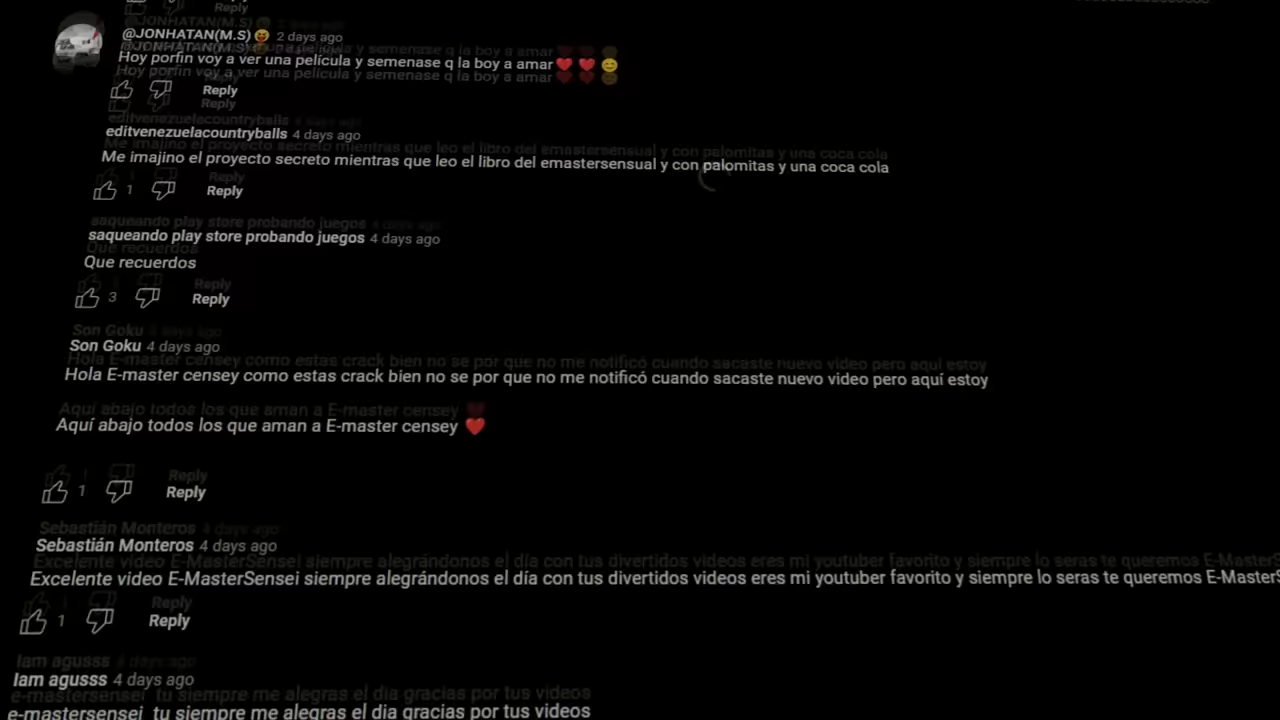 Reply
@JONHATAN(M.S)😝 2 days ago
Hoy porfin voy a ver una película y semenase q la boy a amar❤️ ❤️ 😊
Reply
editvenezuelacountryballs 4 days ago
Me imajino el proyecto secreto mientras que leo el libro del emastersensual y con palomitas y una coca cola
1 Reply
saqueando play store probando juegos 4 days ago
Que recuerdos
3 Reply
Son Goku 4 days ago
Hola E-master censey como estas crack bien no se por que no me notificó cuando sacaste nuevo video pero aquí estoy
Aquí abajo todos los que aman a E-master censey ❤️
1 Reply
Sebastián Monteros 4 days ago
Excelente video E-MasterSensei siempre alegrándonos el día con tus divertidos videos eres mi youtuber favorito y siempre lo seras te queremos E-MasterS
1 Reply
Iam agusss 4 days ago
e-mastersensei tu siempre me alegras el dia gracias por tus videos